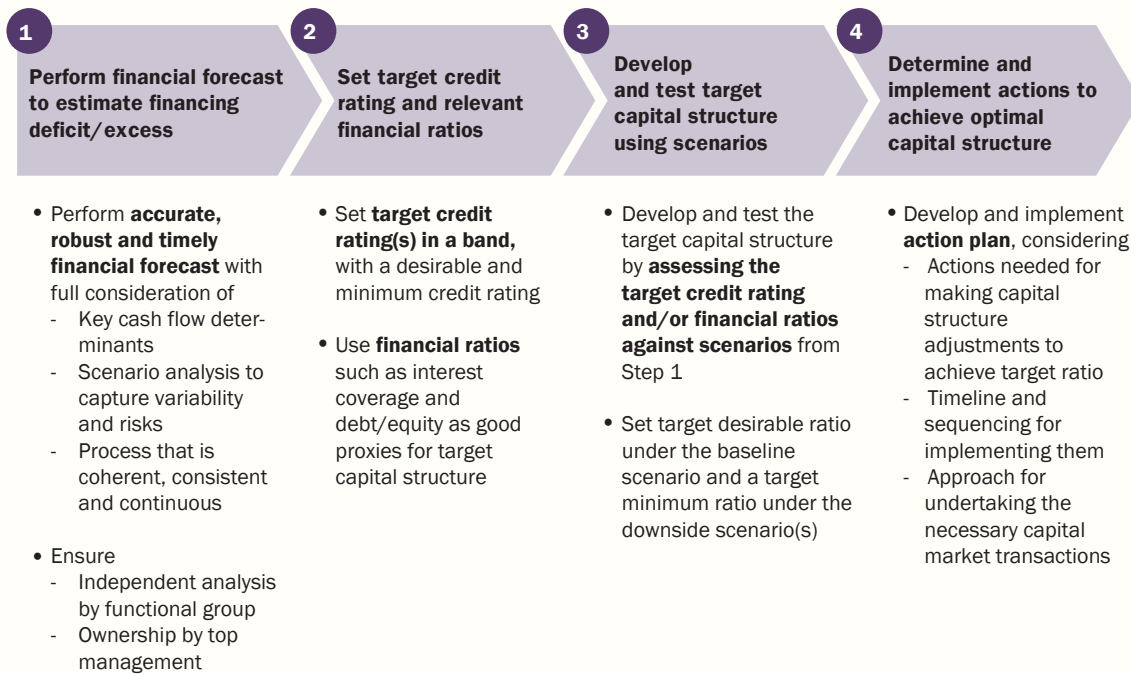 1
Perform financial forecast
to estimate financing
deficit/excess
2
Set target credit
rating and relevant
financial ratios
3
Develop
and test target
capital structure
using scenarios
4
Determine and
implement actions to
achieve optimal
capital structure
• Perform accurate,
robust and timely
financial forecast with
full consideration of
- Key cash flow deter-
minants
- Scenario analysis to
capture variability
and risks
- Process that is
coherent, consistent
and continuous
• Ensure
- Independent analysis
by functional group
- Ownership by top
management
• Set target credit
rating(s) in a band,
with a desirable and
minimum credit rating
• Use financial ratios
such as interest
coverage and
debt/equity as good
proxies for target
capital structure
• Develop and test the
target capital structure
by assessing the
target credit rating
and/or financial ratios
against scenarios from
Step 1
• Set target desirable ratio
under the baseline
scenario and a target
minimum ratio under the
downside scenario(s)
• Develop and implement
action plan, considering
- Actions needed for
making capital
structure
adjustments to
achieve target ratio
- Timeline and
sequencing for
implementing them
- Approach for
undertaking the
necessary capital
market transactions